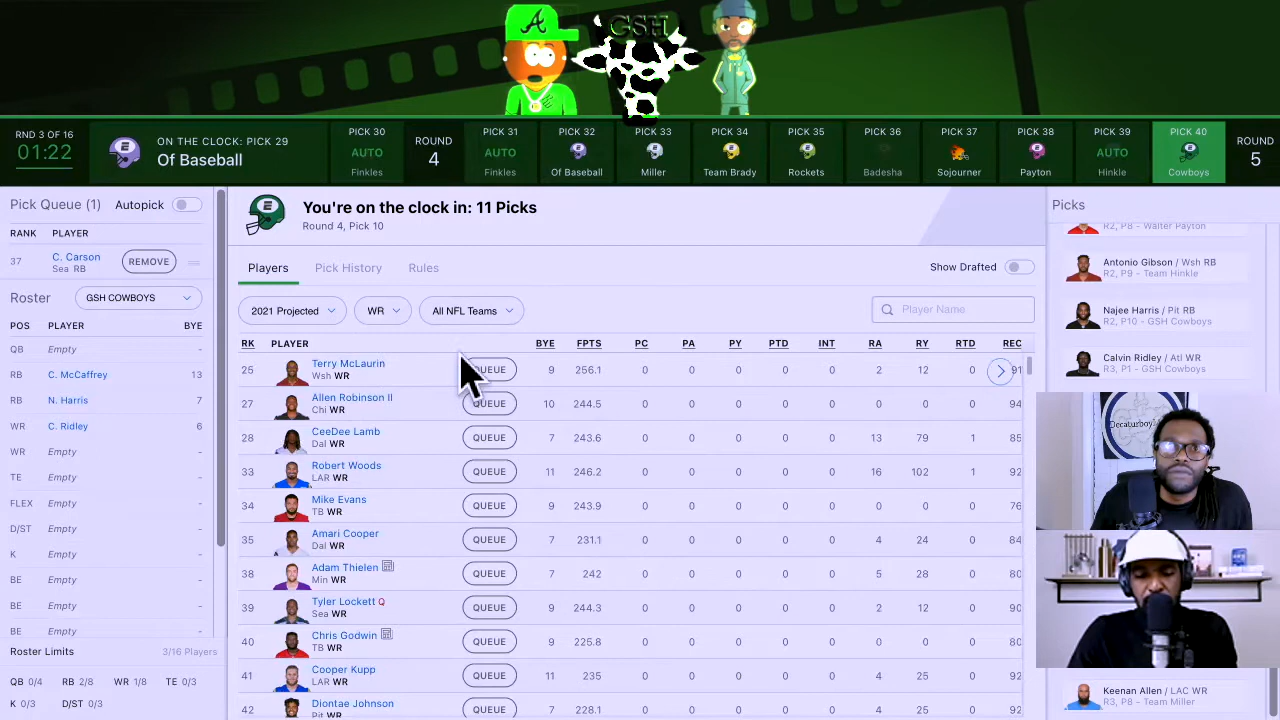 GSH
A
RND 3 OF 16
01:22
ON THE CLOCK: PICK 29
Of Baseball
PICK 30
AUTO
Finkles
ROUND
4
PICK 31
AUTO
Finkles
PICK 32
Of Baseball
PICK 33
Miller
PICK 34
Team Brady
PICK 35
Rockets
PICK 36
Badesha
PICK 37
Sojourner
PICK 38
Payton
PICK 39
AUTO
Hinkle
PICK 40
Cowboys
ROUND
5
Pick Queue (1)
Autopick
RANK PLAYER
37 C. Carson
Sea RB
REMOVE
Roster
GSH COWBOYS
POS PLAYER BYE
QB Empty -
RB C. McCaffrey 13
RB N. Harris 7
WR C. Ridley 6
WR Empty -
TE Empty -
FLEX Empty -
D/ST Empty -
K Empty -
BE Empty -
BE Empty -
BE Empty -
Roster Limits 3/16 Players
QB 0/4 RB 2/8 WR 1/8 TE 0/3
K 0/3 D/ST 0/3
You're on the clock in: 11 Picks
Round 4, Pick 10
Players Pick History Rules
Show Drafted
2021 Projected WR All NFL Teams
Player Name
RK PLAYER BYE FPTS PC PA PY PTD INT RA RY RTD REC
25 Terry McLaurin QUEUE 9 256.1 0 0 0 0 0 2 12 0 91
Wsh WR
27 Allen Robinson II QUEUE 10 244.5 0 0 0 0 0 0 0 0 94
Chi WR
28 CeeDee Lamb QUEUE 7 243.6 0 0 0 0 0 13 79 1 85
Dal WR
33 Robert Woods QUEUE 11 246.2 0 0 0 0 0 16 102 1 92
LAR WR
34 Mike Evans QUEUE 9 243.9 0 0 0 0 0 0 0 0 76
TB WR
35 Amari Cooper QUEUE 7 231.1 0 0 0 0 0 4 24 0 92
Dal WR
38 Adam Thielen QUEUE 7 242 0 0 0 0 0 5 28 0 80
Min WR
39 Tyler Lockett Q QUEUE 9 244.3 0 0 0 0 0 2 12 0 90
Sea WR
40 Chris Godwin QUEUE 9 225.8 0 0 0 0 0 0 0 0 80
TB WR
41 Cooper Kupp QUEUE 11 235 0 0 0 0 0 4 25 0 92
LAR WR
42 Diontae Johnson QUEUE 7 228.1 0 0 0 0 0 4 25 0 92
Pit WR
Picks
R2, P8 - Walter Payton
Antonio Gibson / Wsh RB
R2, P9 - Team Hinkle
Najee Harris / Pit RB
R2, P10 - GSH Cowboys
Calvin Ridley / Atl WR
R3, P1 - GSH Cowboys
Keenan Allen / LAC WR
R3, P8 - Team Miller